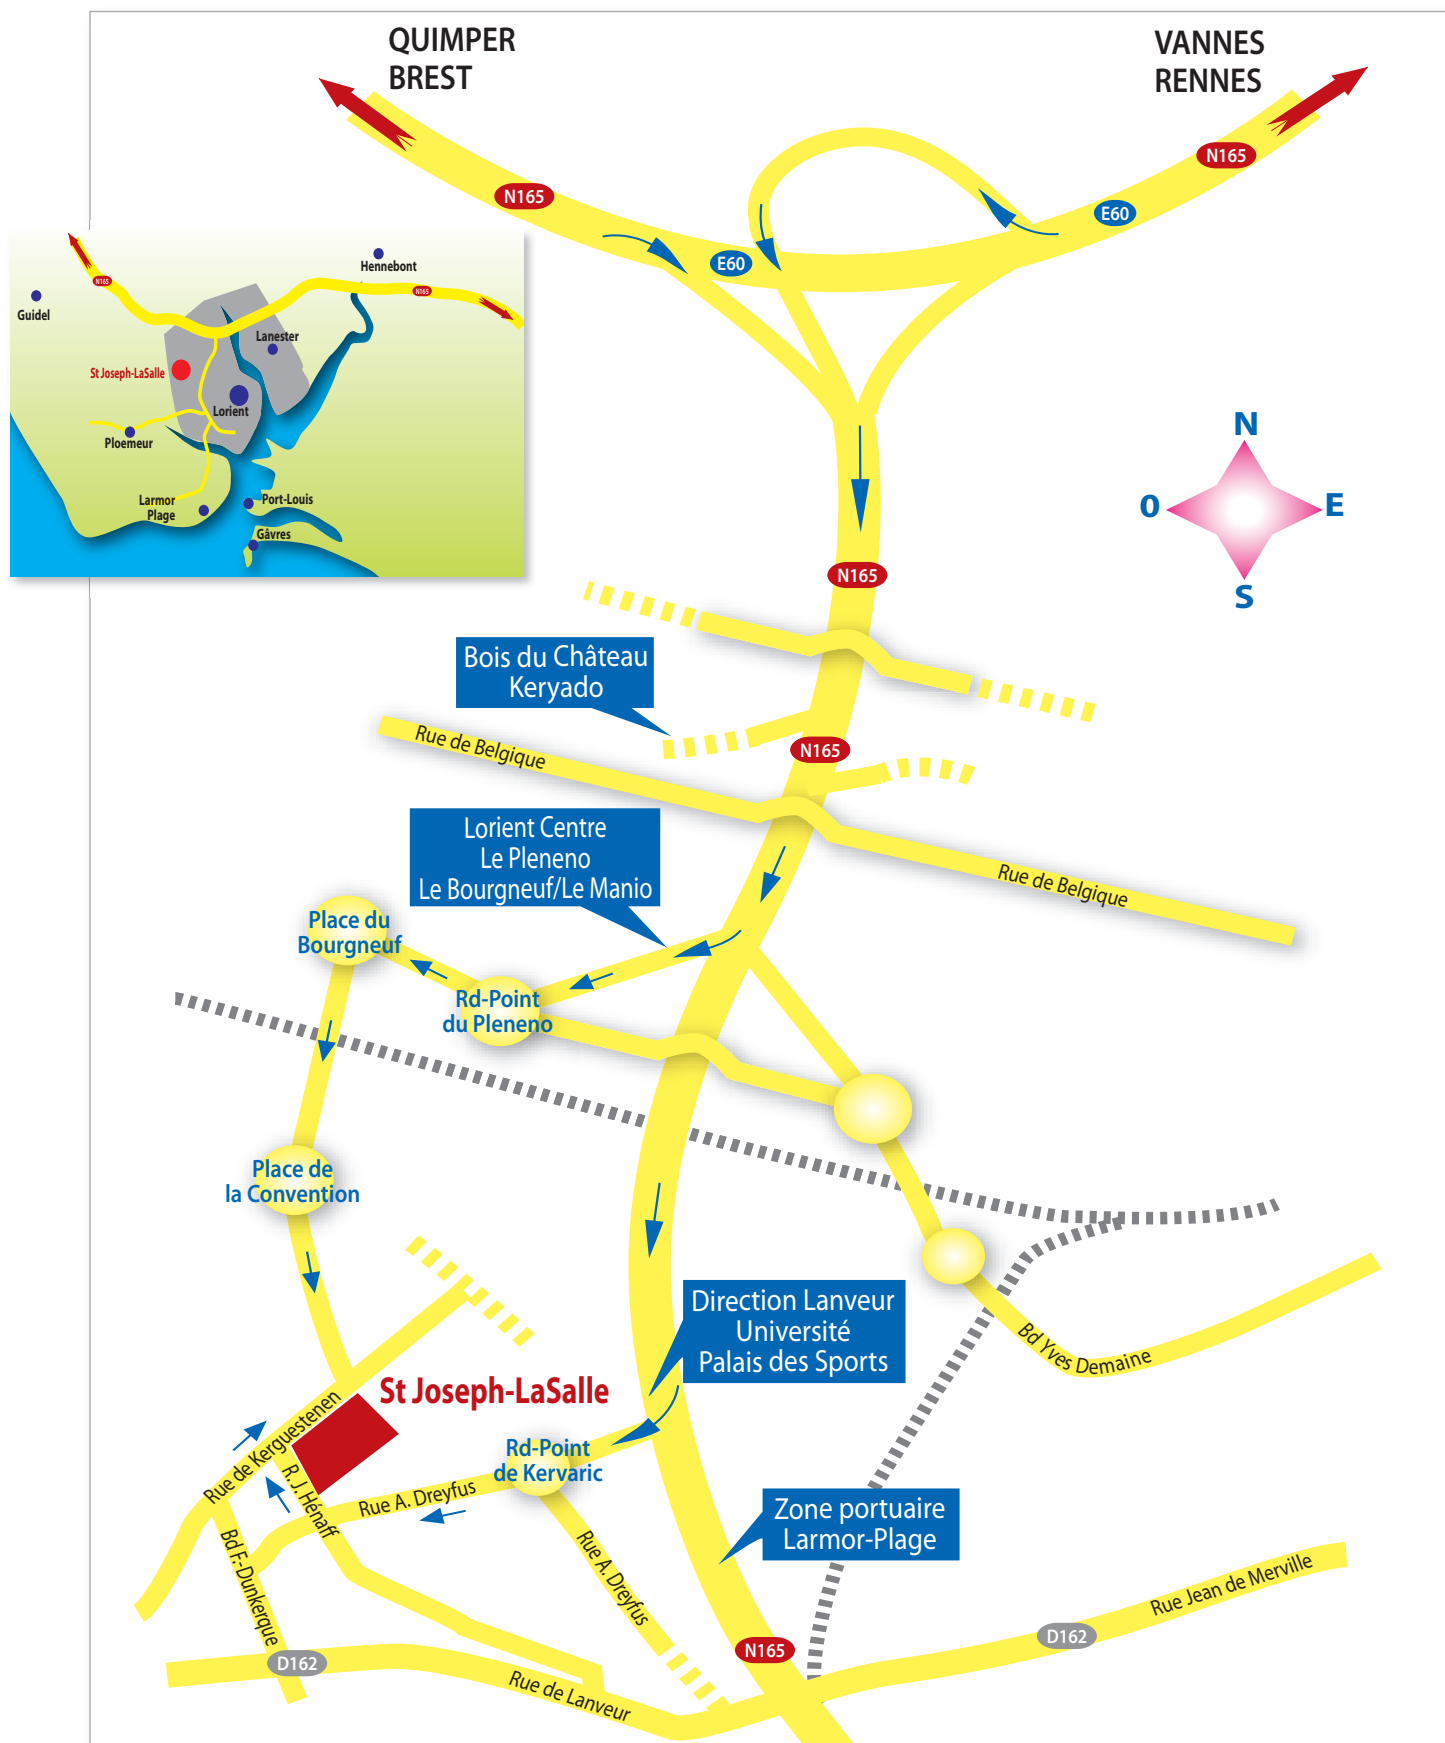 QUIMPER
BREST
VANNES
RENNES
N165
N165
E60
E60
N165
Hennebont
N165
Guidel
Lanester
St Joseph-LaSalle
Lorient
Ploemeur
Larmor
Plage
Port-Louis
Gâvres
N
O
E
S
N165
Bois du Château
Keryado
Rue de Belgique
N165
Lorient Centre
Le Pleneno
Le Bourgneuf/Le Manio
Rue de Belgique
Place du
Bourgneuf
Rd-Point
du Pleneno
Place de
la Convention
Direction Lanveur
Université
Palais des Sports
Bd Yves Demaine
St Joseph-LaSalle
Rue de Kerguestenen
R. J. Hénaff
Rd-Point
de Kervaric
Rue A. Dreyfus
Zone portuaire
Larmor-Plage
Bd F.-Dunkerque
Rue A. Dreyfus
Rue Jean de Merville
D162
N165
D162
Rue de Lanveur